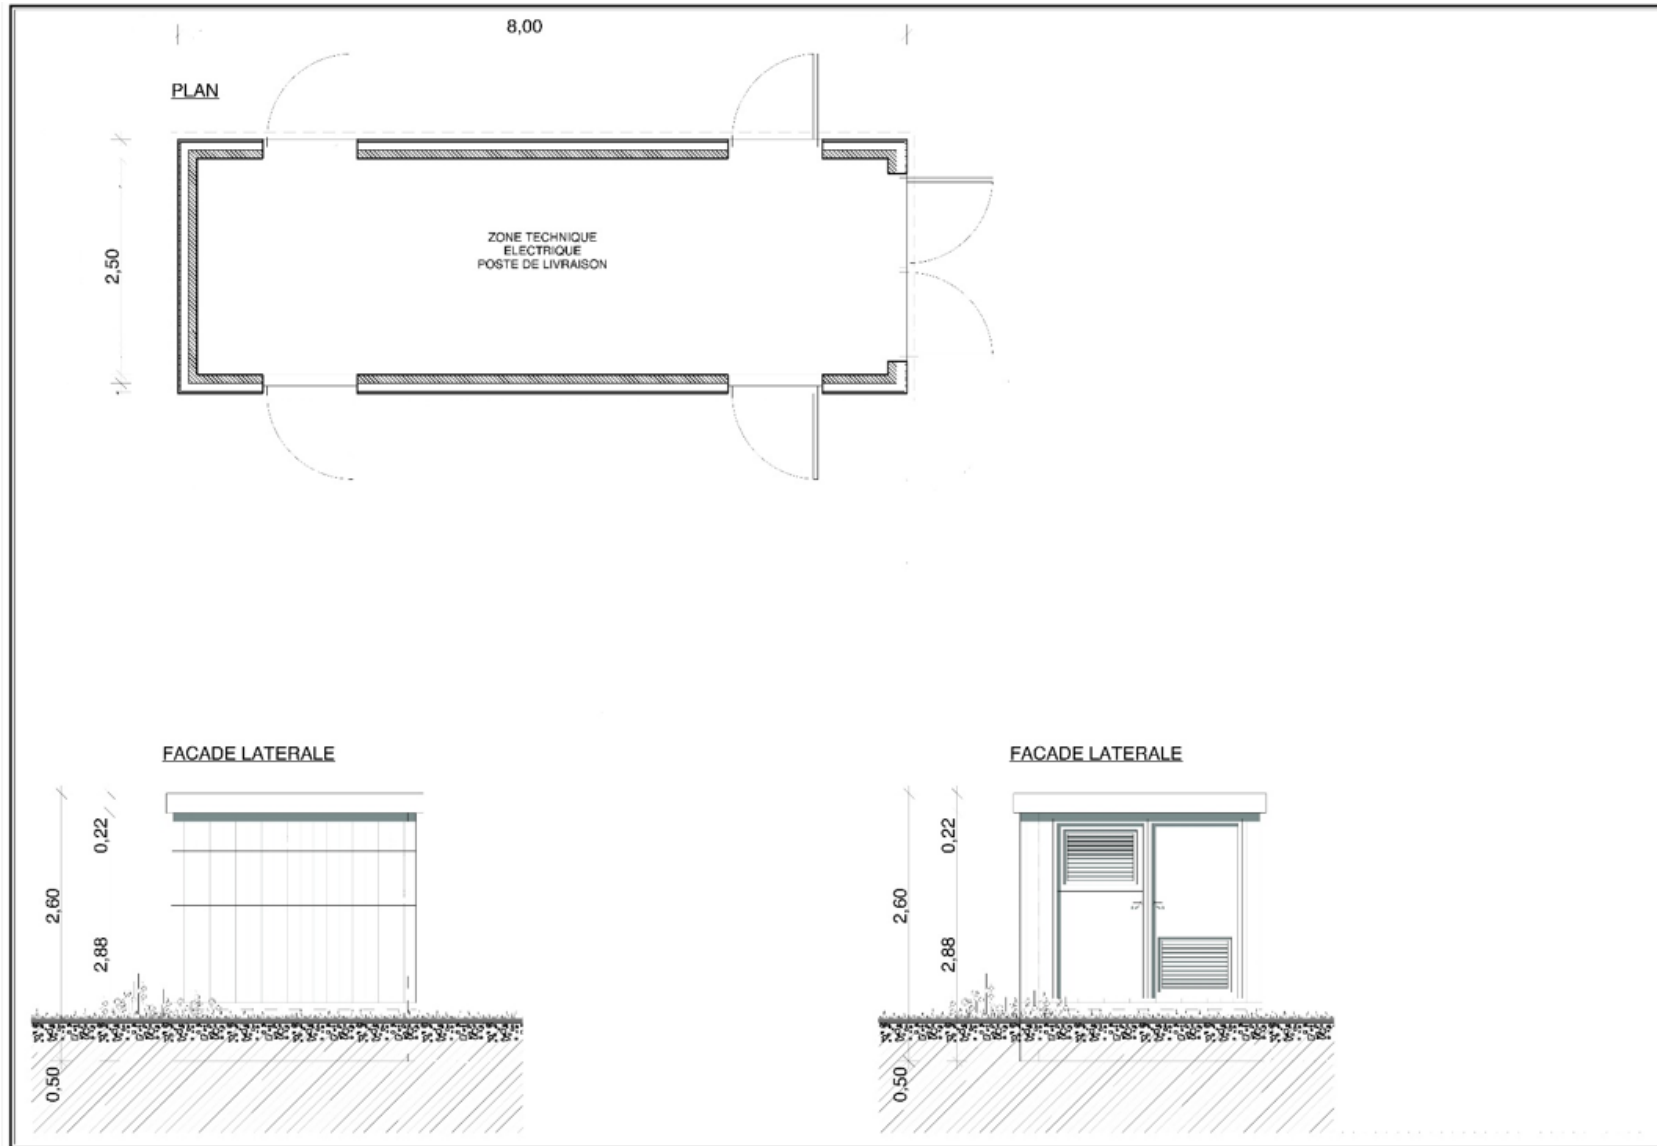 8,00
PLAN
2,50
ZONE TECHNIQUE
ELECTRIQUE
POSTE DE LIVRAISON
FACADE LATERALE
FACADE LATERALE
0,22
2,60
2,88
0,50
0,22
2,60
2,88
0,50